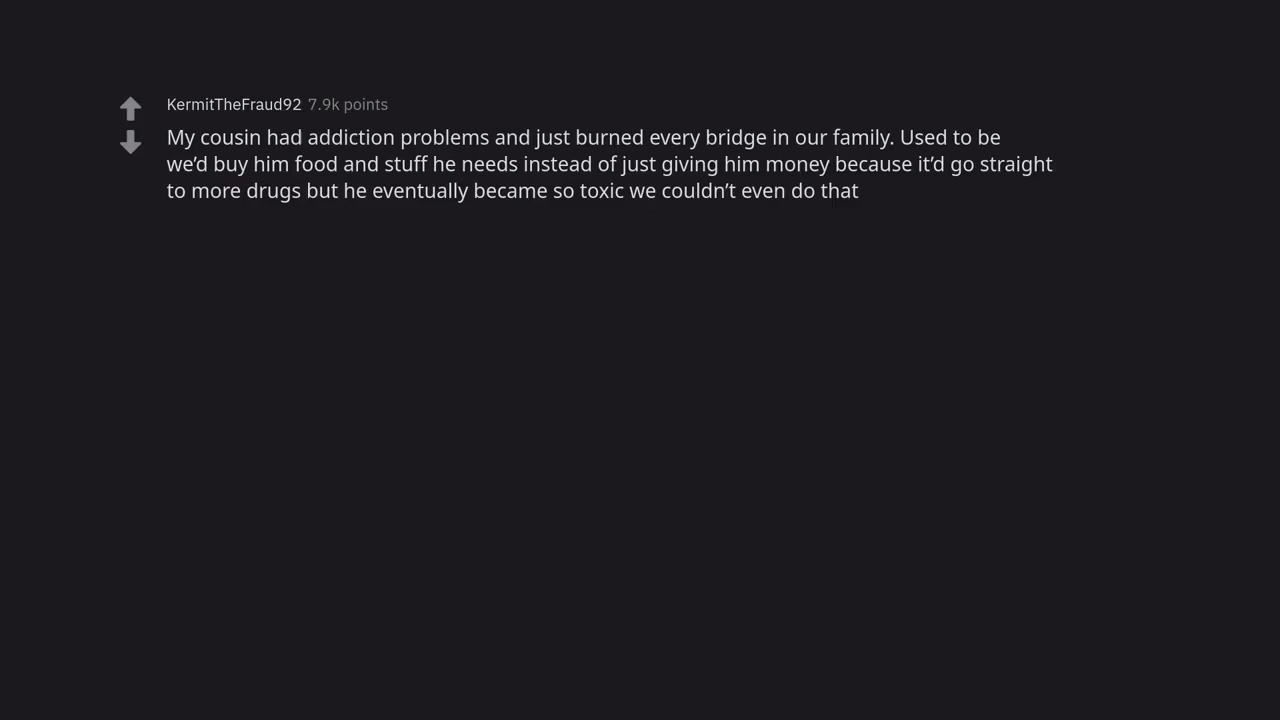 KermitTheFraud92 7.9k points
My cousin had addiction problems and just burned every bridge in our family. Used to be
we’d buy him food and stuff he needs instead of just giving him money because it’d go straight
to more drugs but he eventually became so toxic we couldn’t even do that